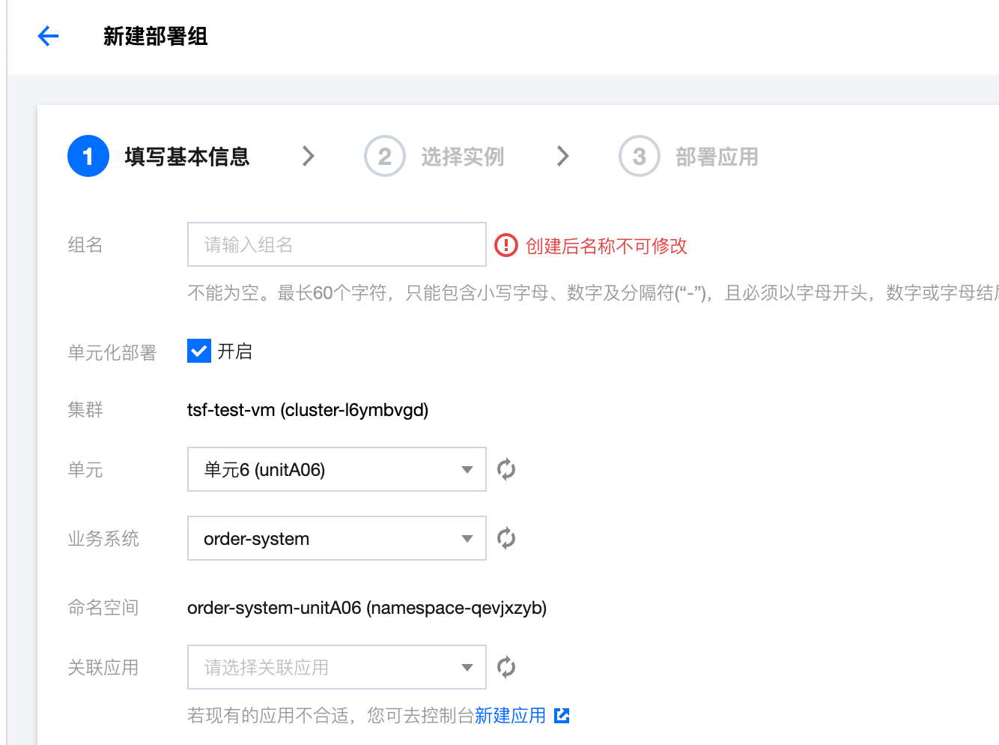 新建部署组
1 填写基本信息 2 选择实例 3 部署应用
组名 请输入组名 创建后名称不可修改
不能为空。最长60个字符，只能包含小写字母、数字及分隔符(“-”)，且必须以字母开头，数字或字母结
单元化部署 开启
集群 tsf-test-vm (cluster-l6ymbvgd)
单元 单元6 (unitA06)
业务系统 order-system
命名空间 order-system-unitA06 (namespace-qevjxzyb)
关联应用 请选择关联应用
若现有的应用不合适，您可去控制台新建应用